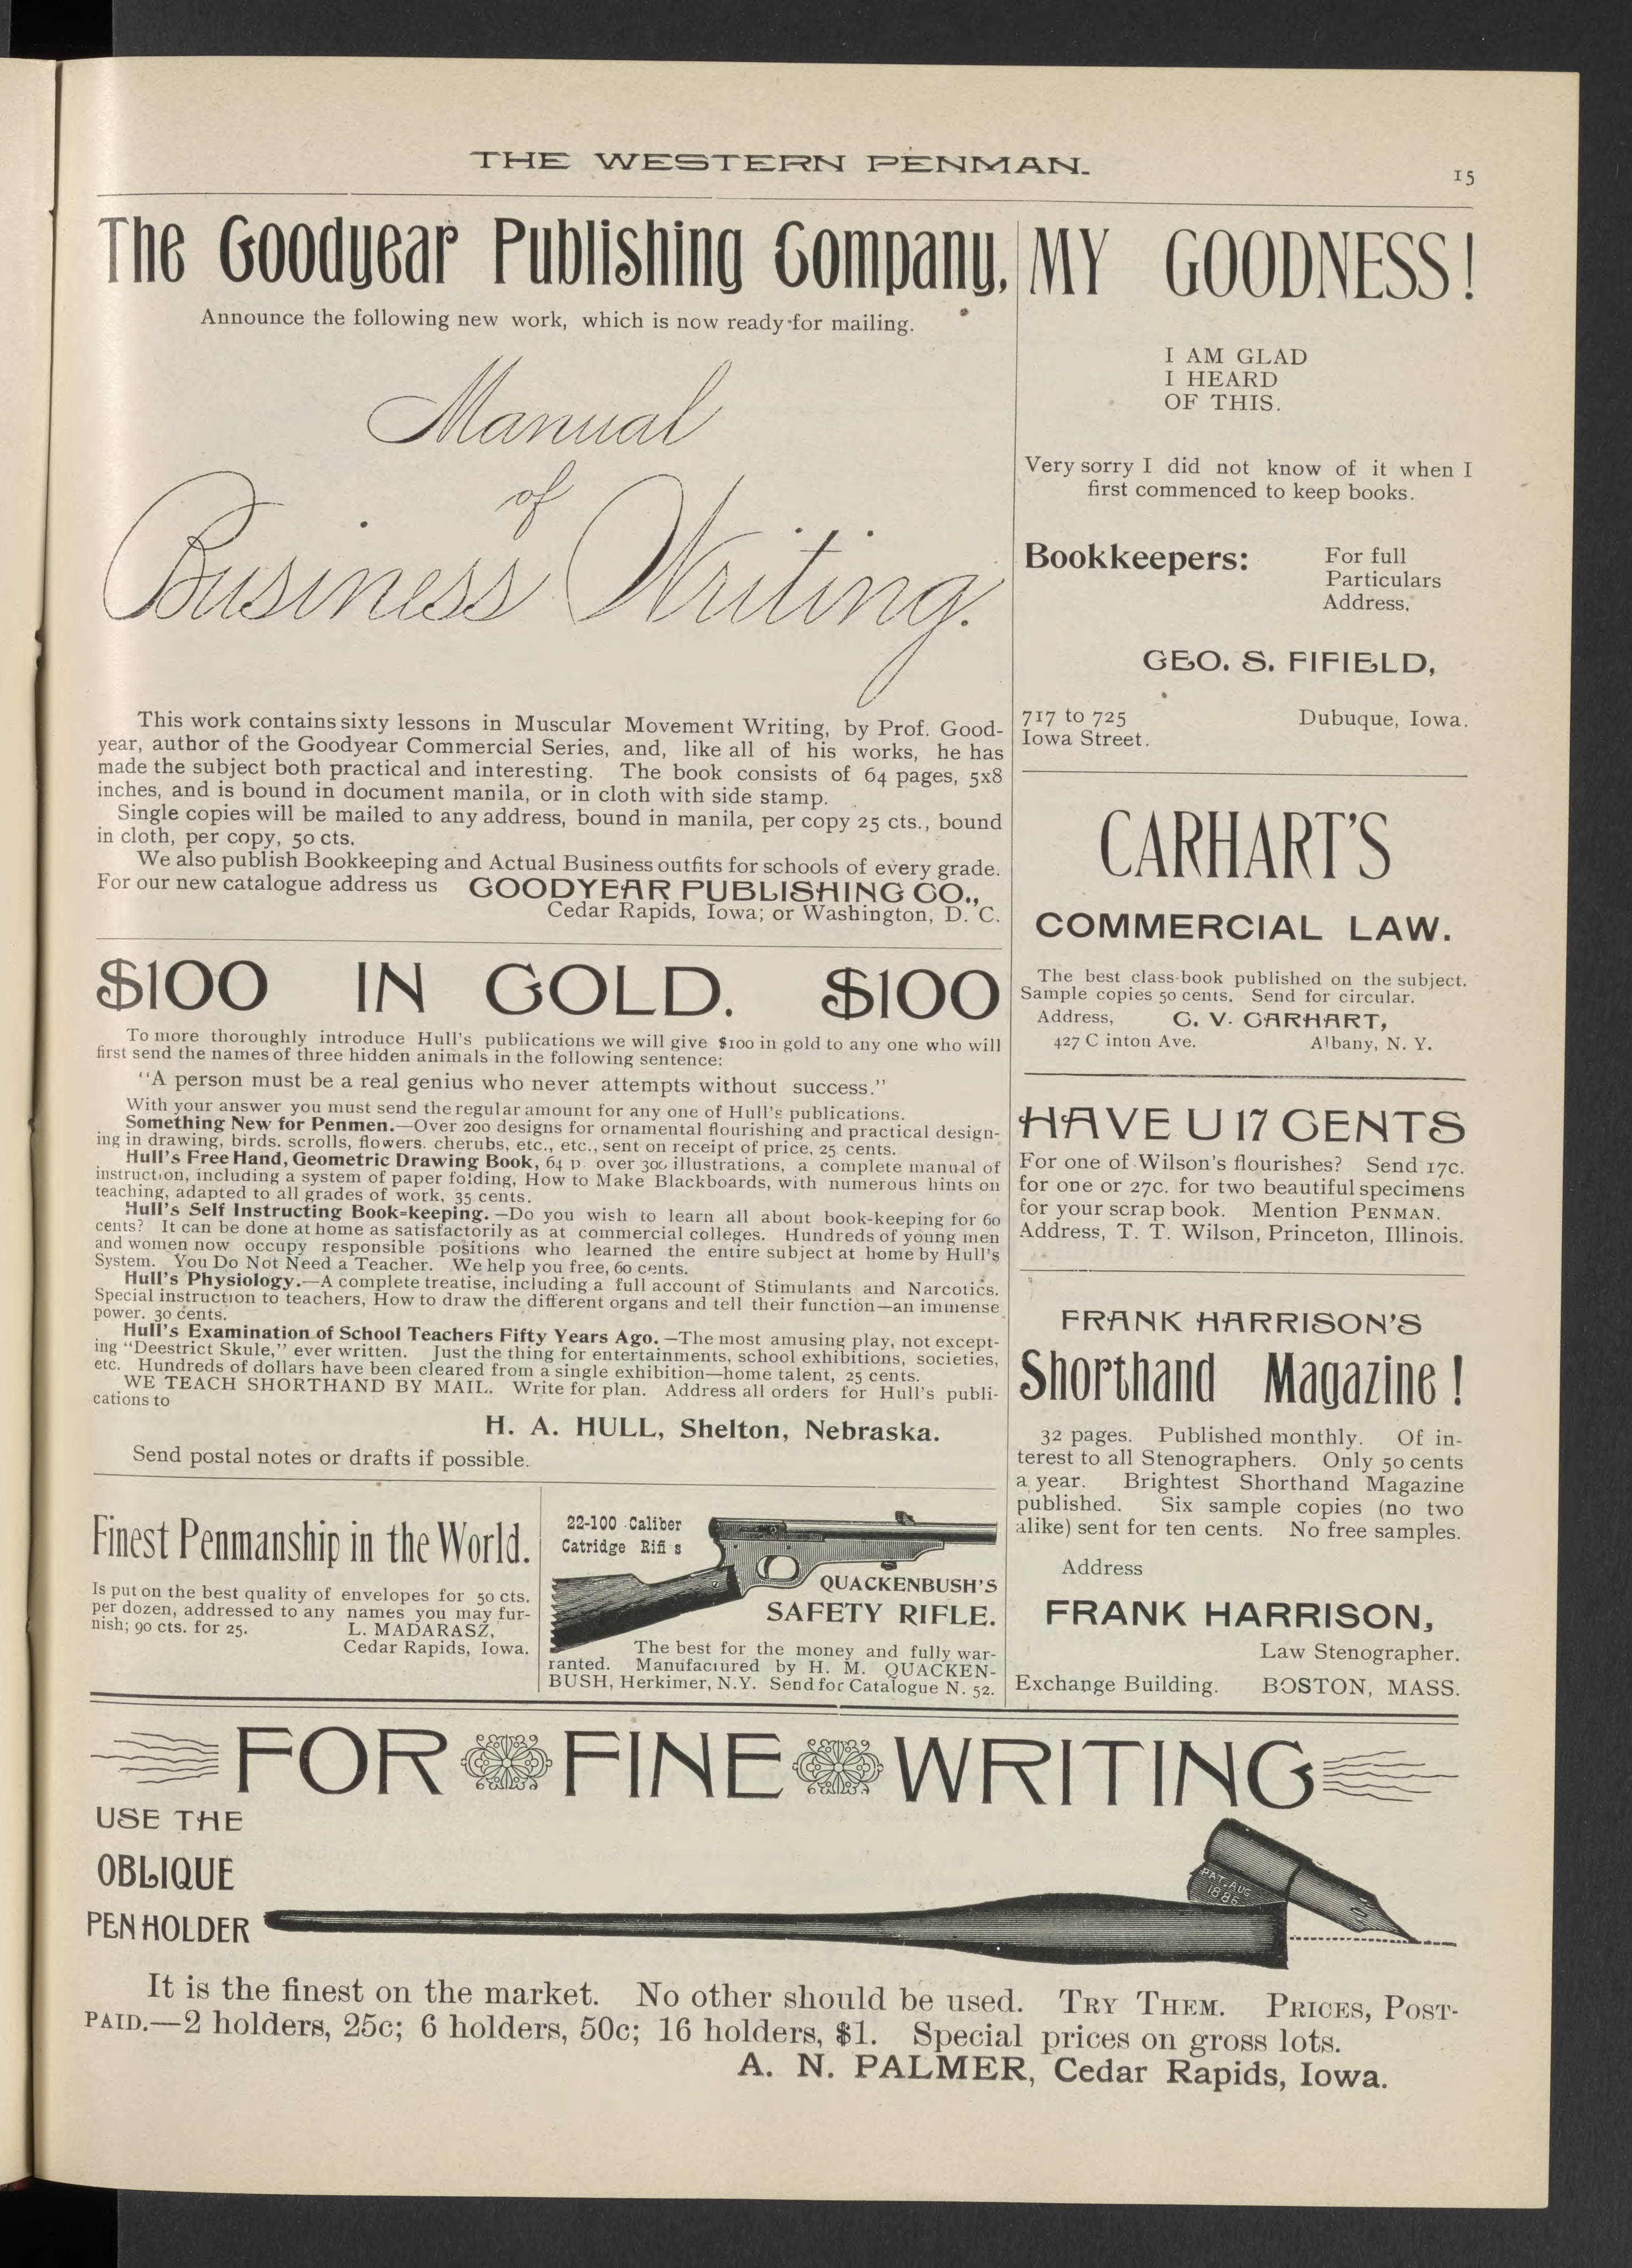 THE WESTERN PENMAN.
15
The Goodyear Publishing Company,
Announce the following new work, which is now ready for mailing.
Manual
of
Business Writing.
This work contains sixty lessons in Muscular Movement Writing, by Prof. Good-
year, author of the Goodyear Commercial Series, and, like all of his works, he has
made the subject both practical and interesting. The book consists of 64 pages, 5x8
inches, and is bound in document manila, or in cloth with side stamp.
Single copies will be mailed to any address, bound in manila, per copy 25 cts., bound
in cloth, per copy, 50 cts.
We also publish Bookkeeping and Actual Business outfits for schools of every grade.
For our new catalogue address us GOODYEAR PUBLISHING CO.,
Cedar Rapids, Iowa; or Washington, D. C.
$100 IN GOLD. $100
To more thoroughly introduce Hull's publications we will give $100 in gold to any one who will
first send the names of three hidden animals in the following sentence:
"A person must be a real genius who never attempts without success."
With your answer you must send the regular amount for any one of Hull's publications.
Something New for Penmen.—Over 200 designs for ornamental flourishing and practical design-
ing in drawing, birds. scrolls, flowers. cherubs, etc., etc., sent on receipt of price, 25 cents.
Hull's Free Hand, Geometric Drawing Book, 64 p. over 300 illustrations, a complete manual of
instruction, including a system of paper folding, How to Make Blackboards, with numerous hints on
teaching, adapted to all grades of work, 35 cents.
Hull's Self Instructing Book=keeping.—Do you wish to learn all about book-keeping for 60
cents? It can be done at home as satisfactorily as at commercial colleges. Hundreds of young men
and women now occupy responsible positions who learned the entire subject at home by Hull's
System. You Do Not Need a Teacher. We help you free, 60 cents.
Hull's Physiology.—A complete treatise, including a full account of Stimulants and Narcotics.
Special instruction to teachers, How to draw the different organs and tell their function—an immense
power. 30 cents.
Hull's Examination of School Teachers Fifty Years Ago.—The most amusing play, not except-
ing "Deestrict Skule," ever written. Just the thing for entertainments, school exhibitions, societies,
etc. Hundreds of dollars have been cleared from a single exhibition—home talent, 25 cents.
WE TEACH SHORTHAND BY MAIL. Write for plan. Address all orders for Hull's publi-
cations to
H. A. HULL, Shelton, Nebraska.
Send postal notes or drafts if possible.
Finest Penmanship in the World.
Is put on the best quality of envelopes for 50 cts.
per dozen, addressed to any names you may fur-
nish; 90 cts. for 25. L. MADARASZ,
Cedar Rapids, Iowa.
22-100 Caliber
Catridge Rifl s
QUACKENBUSH'S
SAFETY RIFLE.
The best for the money and fully war-
ranted. Manufactured by H. M. QUACKEN-
BUSH, Herkimer, N.Y. Send for Catalogue N. 52.
MY GOODNESS!
I AM GLAD
I HEARD
OF THIS.
Very sorry I did not know of it when I
first commenced to keep books.
Bookkeepers: For full
Particulars
Address.
GEO. S. FIFIELD,
717 to 725
Iowa Street.
Dubuque, Iowa.
CARHART'S
COMMERCIAL LAW.
The best class-book published on the subject.
Sample copies 50 cents. Send for circular.
Address, C. V. CARHART,
427 C inton Ave. Albany, N. Y.
HAVE U 17 CENTS
For one of Wilson's flourishes? Send 17c.
for one or 27c. for two beautiful specimens
for your scrap book. Mention PENMAN.
Address, T. T. Wilson, Princeton, Illinois.
FRANK HARRISON'S
Shorthand Magazine!
32 pages. Published monthly. Of in-
terest to all Stenographers. Only 50 cents
a year. Brightest Shorthand Magazine
published. Six sample copies (no two
alike) sent for ten cents. No free samples.
Address
FRANK HARRISON,
Law Stenographer.
Exchange Building. BOSTON, MASS.
FOR FINE WRITING
USE THE
OBLIQUE
PEN HOLDER
PAT. AUG
1886
It is the finest on the market. No other should be used. TRY THEM. PRICES, POST-
PAID.—2 holders, 25c; 6 holders, 50c; 16 holders, $1. Special prices on gross lots.
A. N. PALMER, Cedar Rapids, Iowa.